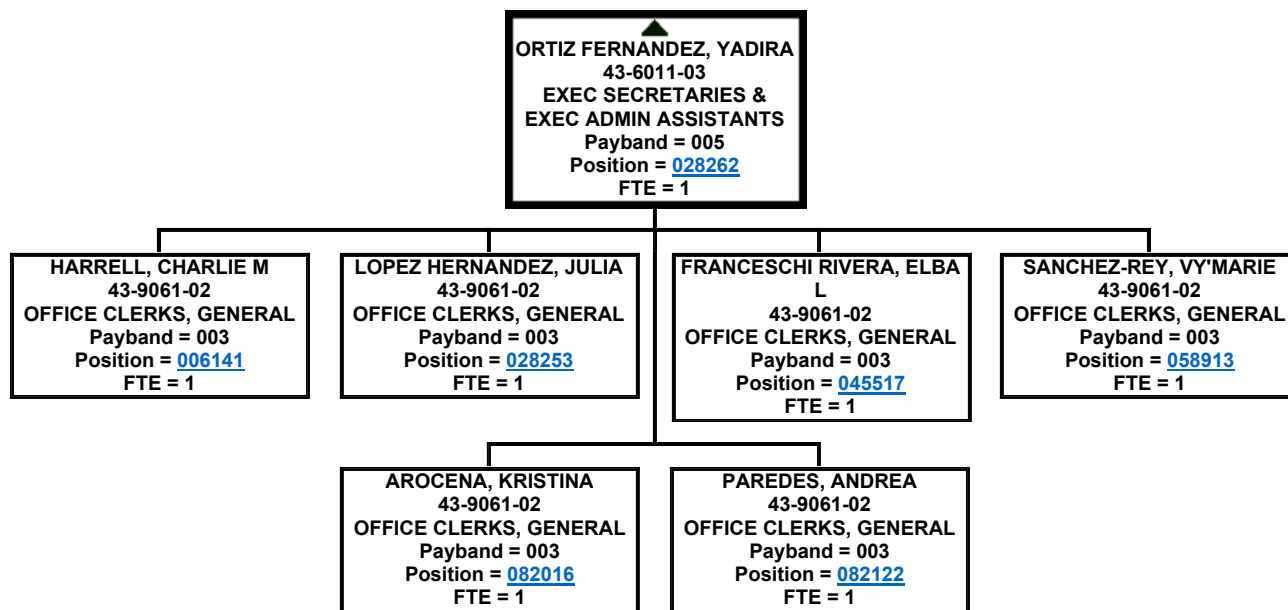 ORTIZ FERNANDEZ, YADIRA
43-6011-03
EXEC SECRETARIES &
EXEC ADMIN ASSISTANTS
Payband = 005
Position = 028262
FTE = 1
HARRELL, CHARLIE M
43-9061-02
OFFICE CLERKS, GENERAL
Payband = 003
Position = 006141
FTE = 1
LOPEZ HERNANDEZ, JULIA
43-9061-02
OFFICE CLERKS, GENERAL
Payband = 003
Position = 028253
FTE = 1
FRANCESCHI RIVERA, ELBA
L
43-9061-02
OFFICE CLERKS, GENERAL
Payband = 003
Position = 045517
FTE = 1
SANCHEZ-REY, VY'MARIE
43-9061-02
OFFICE CLERKS, GENERAL
Payband = 003
Position = 058913
FTE = 1
AROCENA, KRISTINA
43-9061-02
OFFICE CLERKS, GENERAL
Payband = 003
Position = 082016
FTE = 1
PAREDES, ANDREA
43-9061-02
OFFICE CLERKS, GENERAL
Payband = 003
Position = 082122
FTE = 1